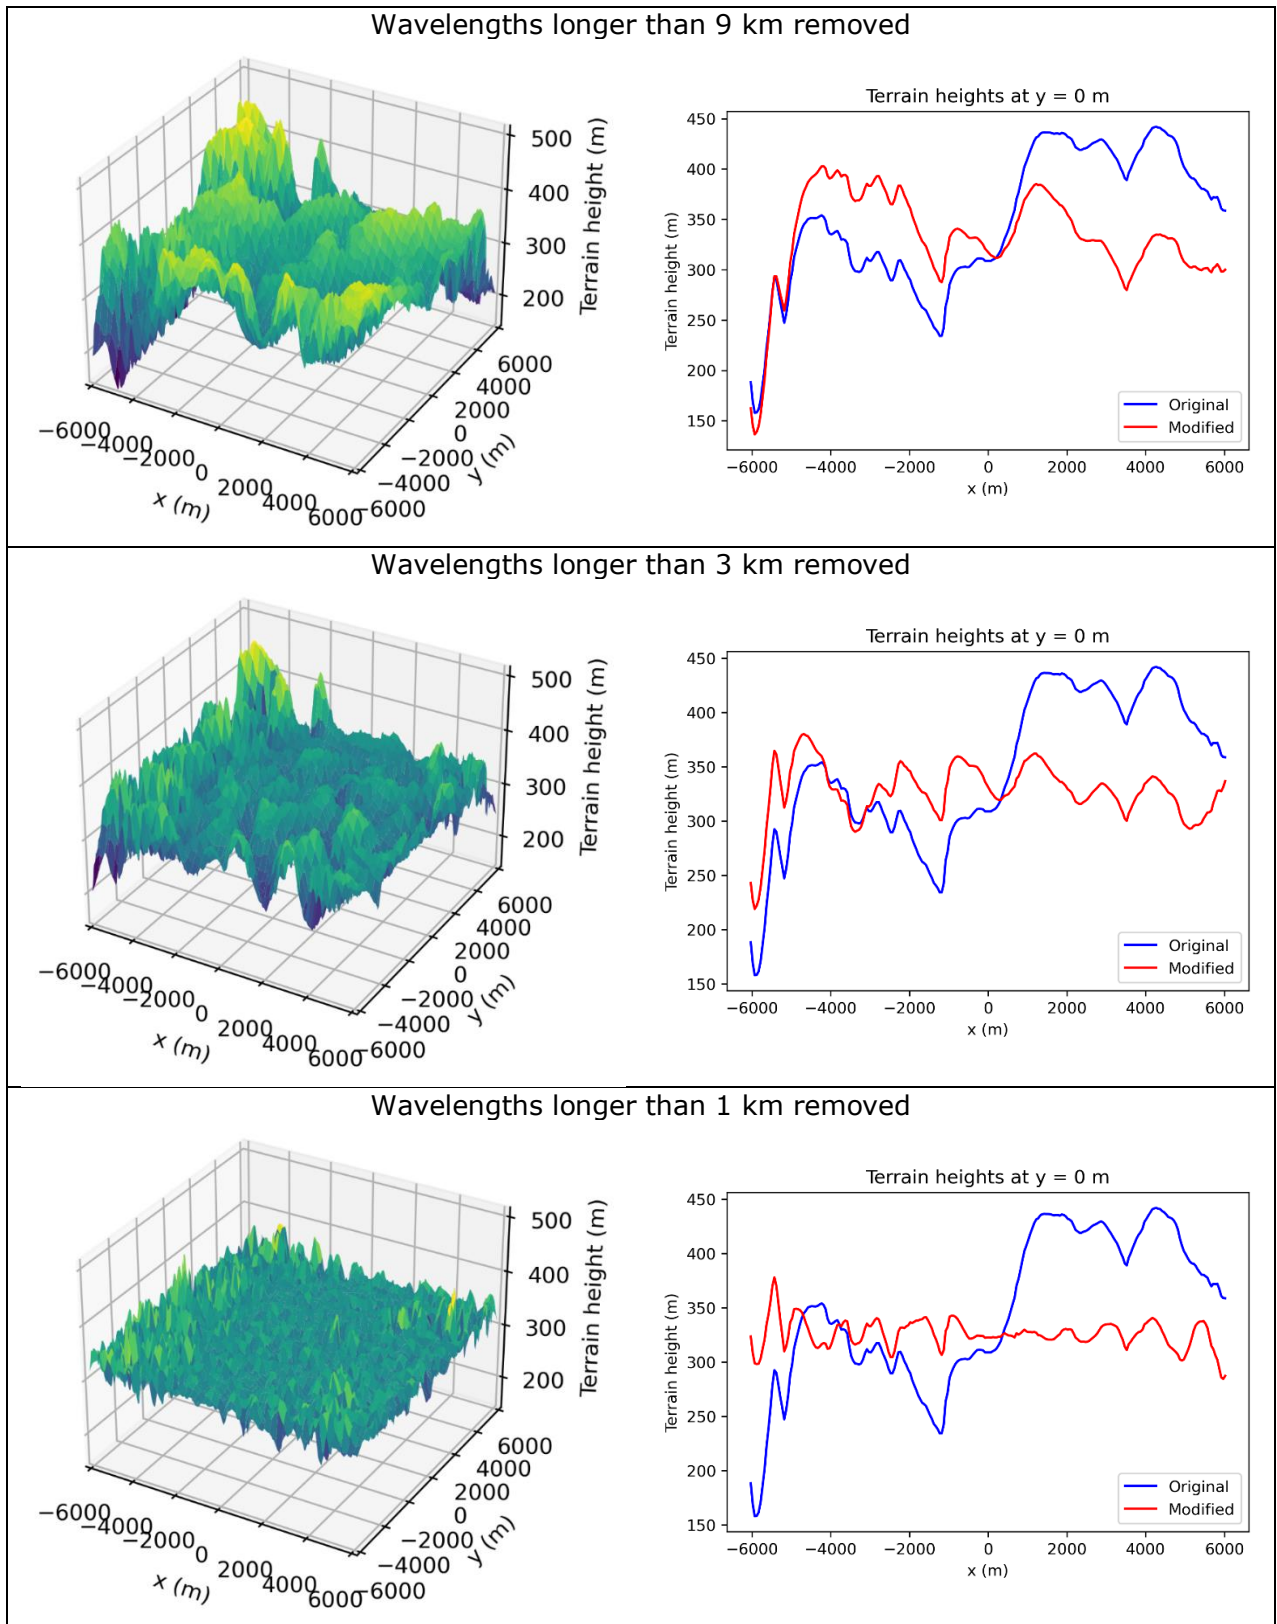 Wavelengths longer than 9 km removed
500
400
300
200
Terrain height (m)
6000
4000
2000
0
−2000
−4000
−6000
y (m)
−6000
−4000
−2000
0
2000
4000
6000
x (m)
Terrain heights at y = 0 m
450
400
350
300
250
200
150
Terrain height (m)
Original
Modified
−6000 −4000 −2000 0 2000 4000 6000
x (m)
Wavelengths longer than 3 km removed
500
400
300
200
Terrain height (m)
6000
4000
2000
0
−2000
−4000
−6000
y (m)
−6000
−4000
−2000
0
2000
4000
6000
x (m)
Terrain heights at y = 0 m
450
400
350
300
250
200
150
Terrain height (m)
Original
Modified
−6000 −4000 −2000 0 2000 4000 6000
x (m)
Wavelengths longer than 1 km removed
500
400
300
200
Terrain height (m)
6000
4000
2000
0
−2000
−4000
−6000
y (m)
−6000
−4000
−2000
0
2000
4000
6000
x (m)
Terrain heights at y = 0 m
450
400
350
300
250
200
150
Terrain height (m)
Original
Modified
−6000 −4000 −2000 0 2000 4000 6000
x (m)